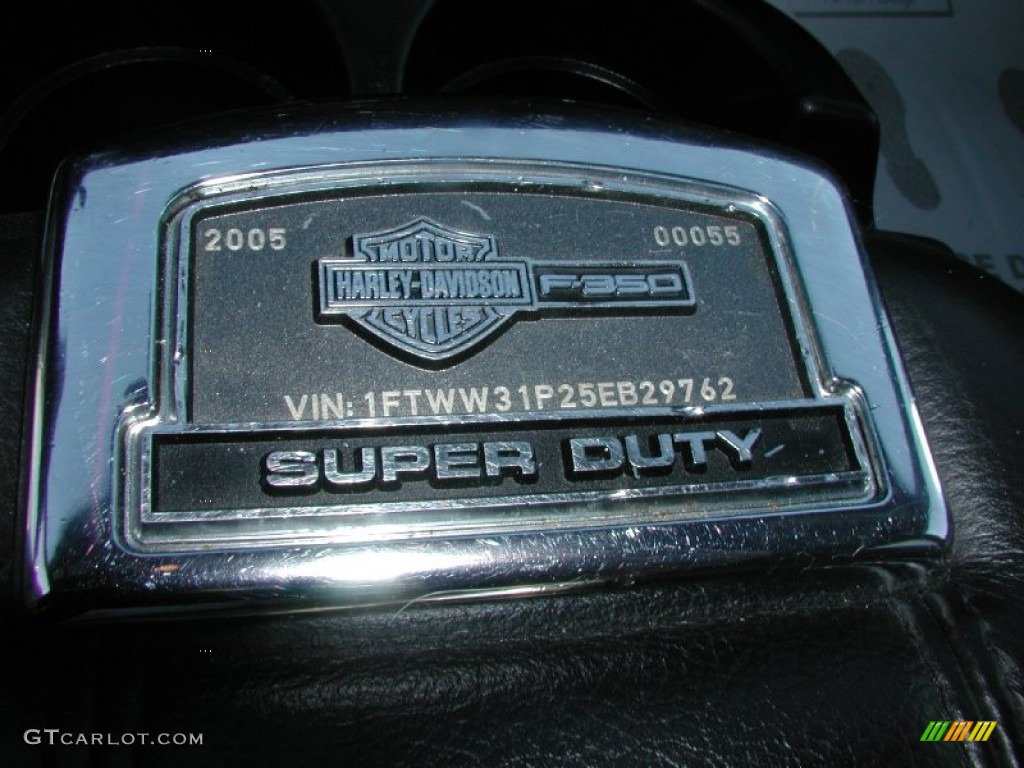 2005
00055
MOTOR
HARLEY-DAVIDSON
F-350
CYCLES
VIN: 1FTWW31P25EB29762
SUPER DUTY
GTCARLOT.COM